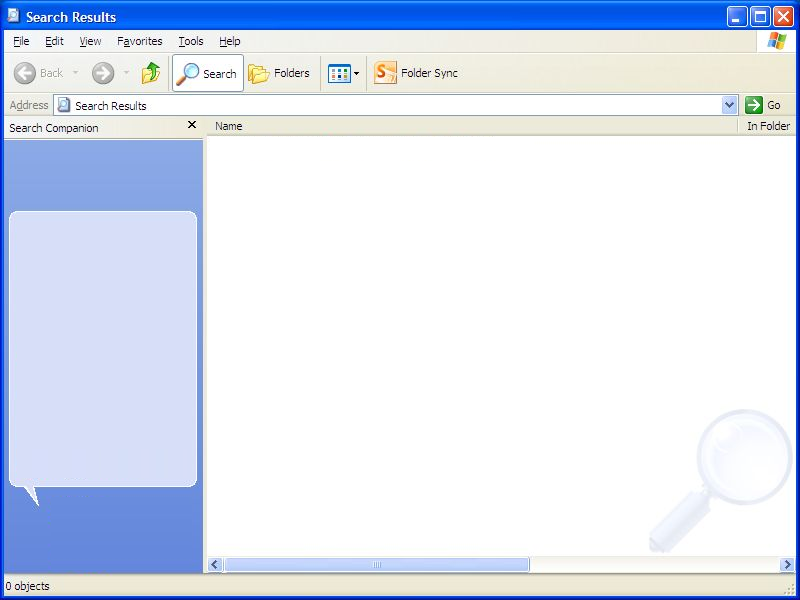 Search Results
File Edit View Favorites Tools Help
Back Search Folders Folder Sync
Address Search Results Go
Search Companion Name In Folder
0 objects